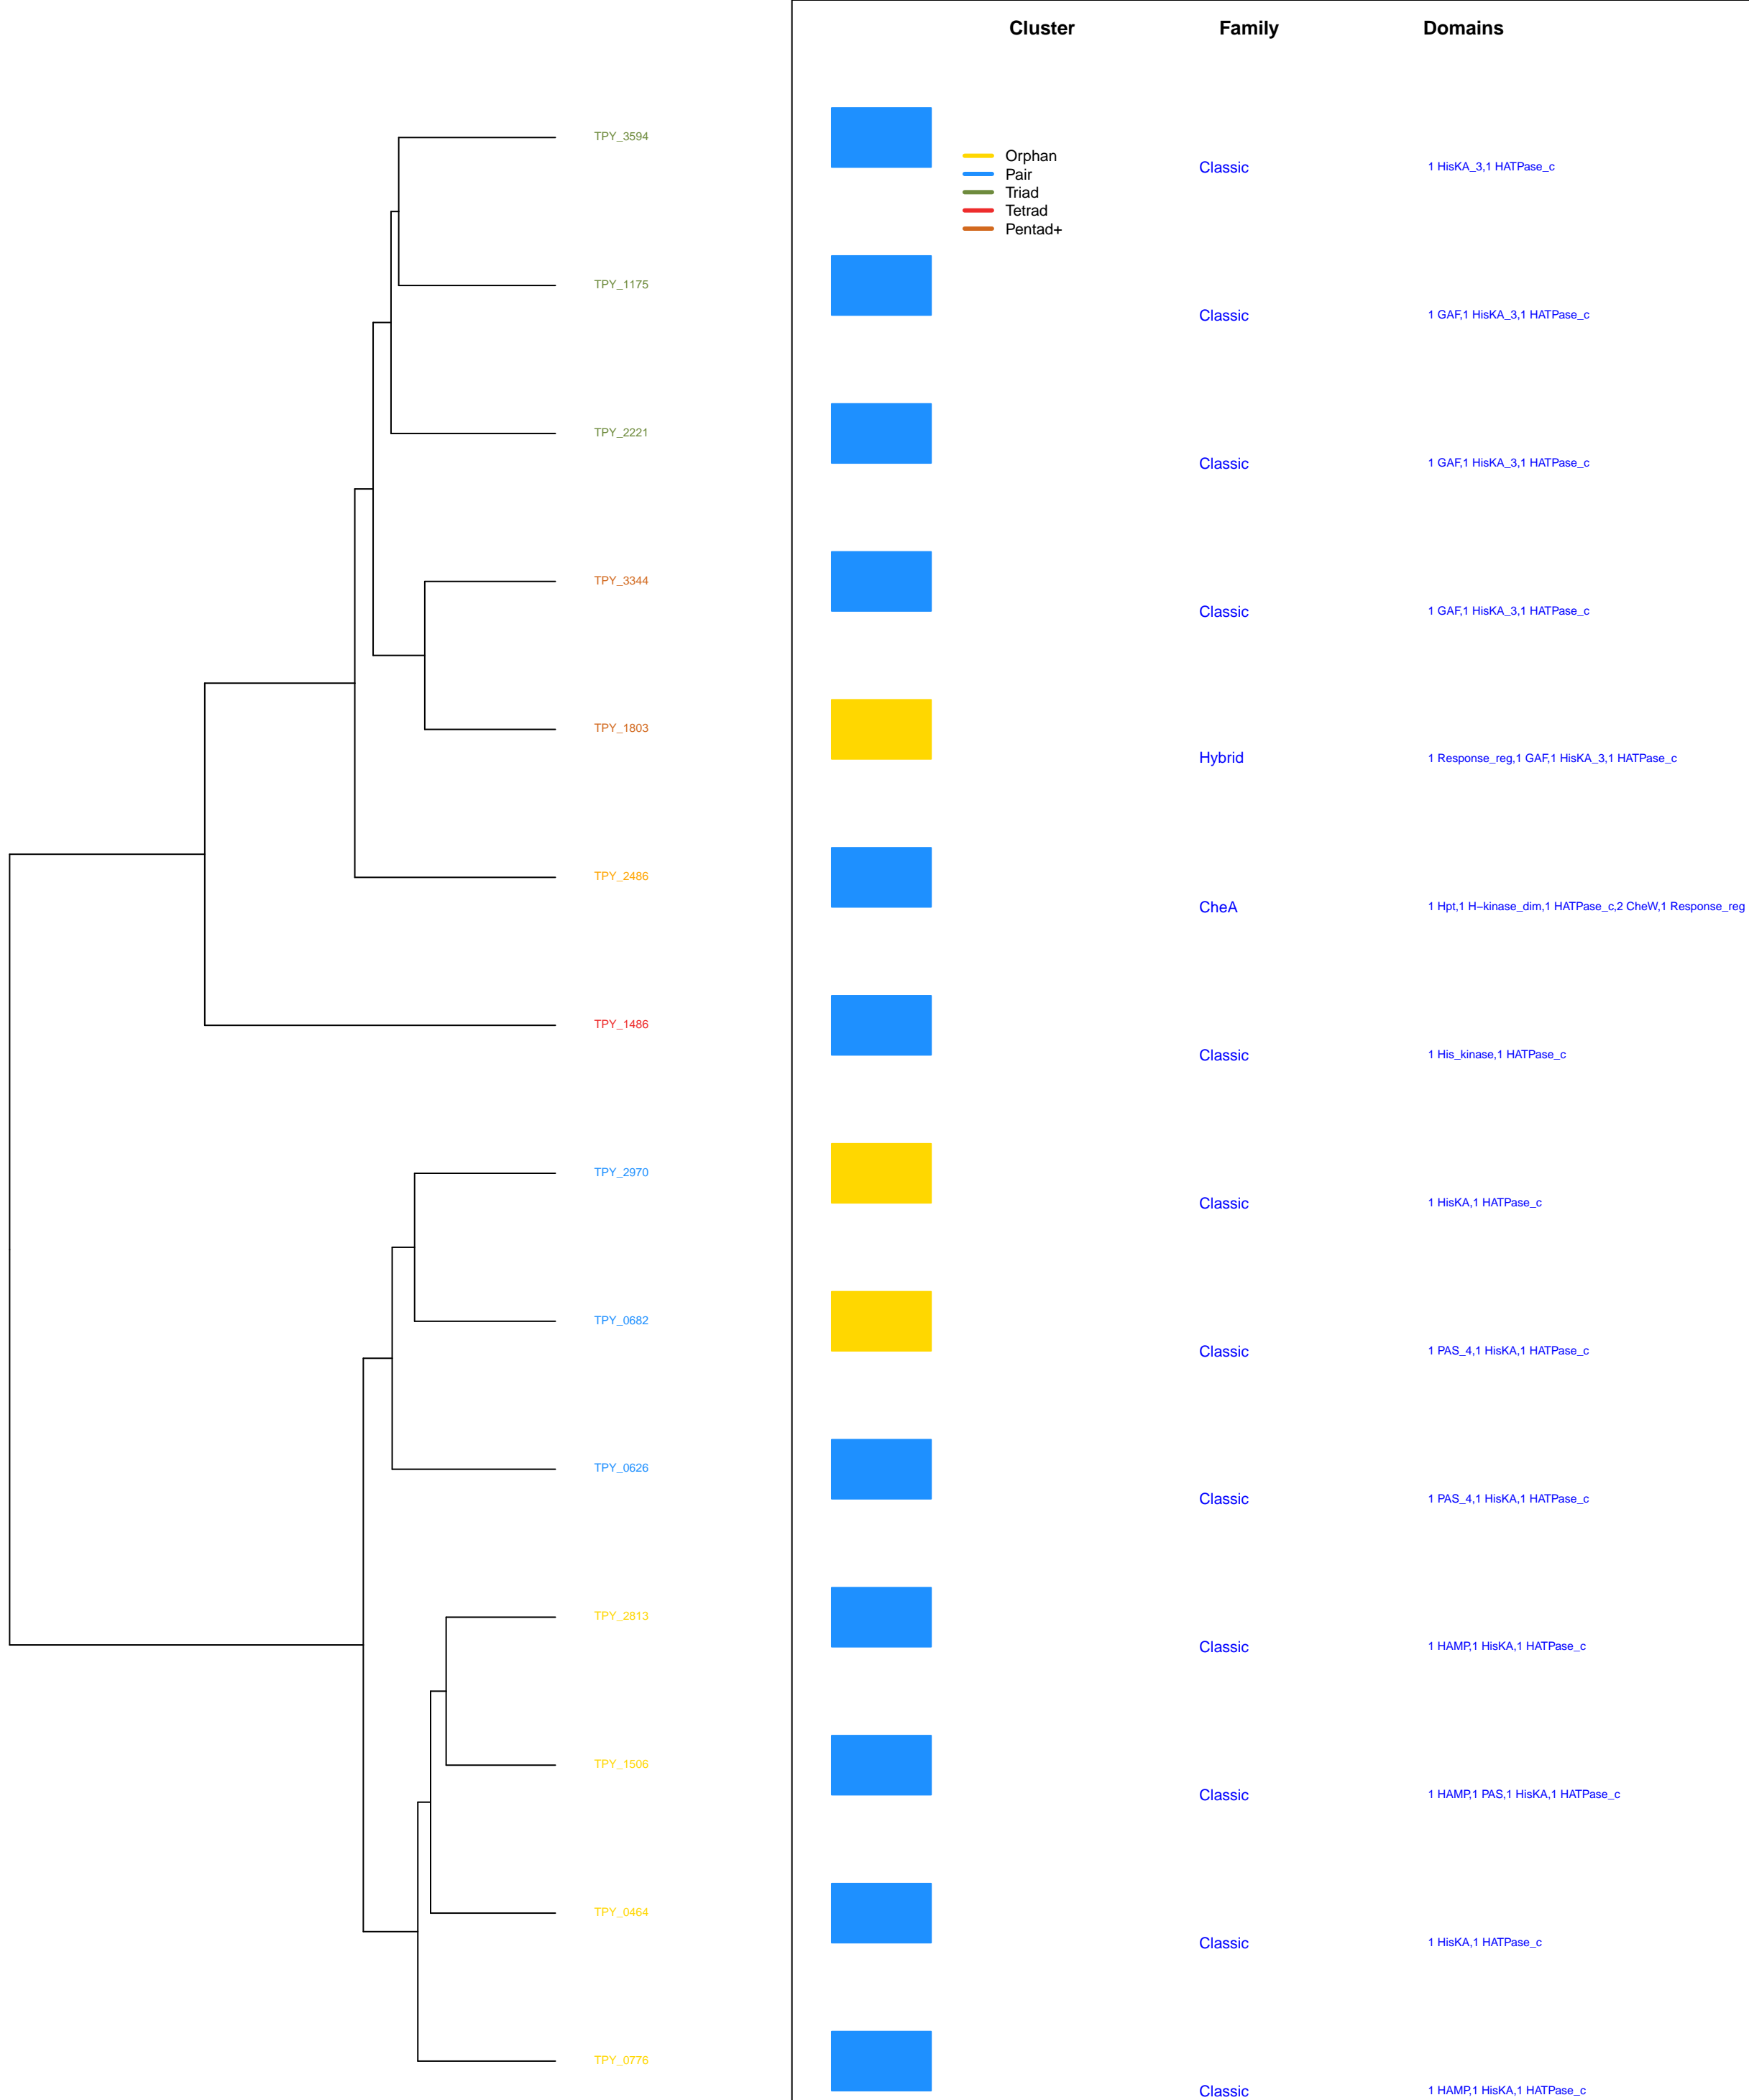 Cluster Family Domains
TPY_3594
Orphan
Pair
Triad
Tetrad
Pentad+
Classic 1 HisKA_3,1 HATPase_c
TPY_1175
Classic 1 GAF,1 HisKA_3,1 HATPase_c
TPY_2221
Classic 1 GAF,1 HisKA_3,1 HATPase_c
TPY_3344
Classic 1 GAF,1 HisKA_3,1 HATPase_c
TPY_1803
Hybrid 1 Response_reg,1 GAF,1 HisKA_3,1 HATPase_c
TPY_2486
CheA 1 Hpt,1 H−kinase_dim,1 HATPase_c,2 CheW,1 Response_reg
TPY_1486
Classic 1 His_kinase,1 HATPase_c
TPY_2970
Classic 1 HisKA,1 HATPase_c
TPY_0682
Classic 1 PAS_4,1 HisKA,1 HATPase_c
TPY_0626
Classic 1 PAS_4,1 HisKA,1 HATPase_c
TPY_2813
Classic 1 HAMP,1 HisKA,1 HATPase_c
TPY_1506
Classic 1 HAMP,1 PAS,1 HisKA,1 HATPase_c
TPY_0464
Classic 1 HisKA,1 HATPase_c
TPY_0776
Classic 1 HAMP,1 HisKA,1 HATPase_c